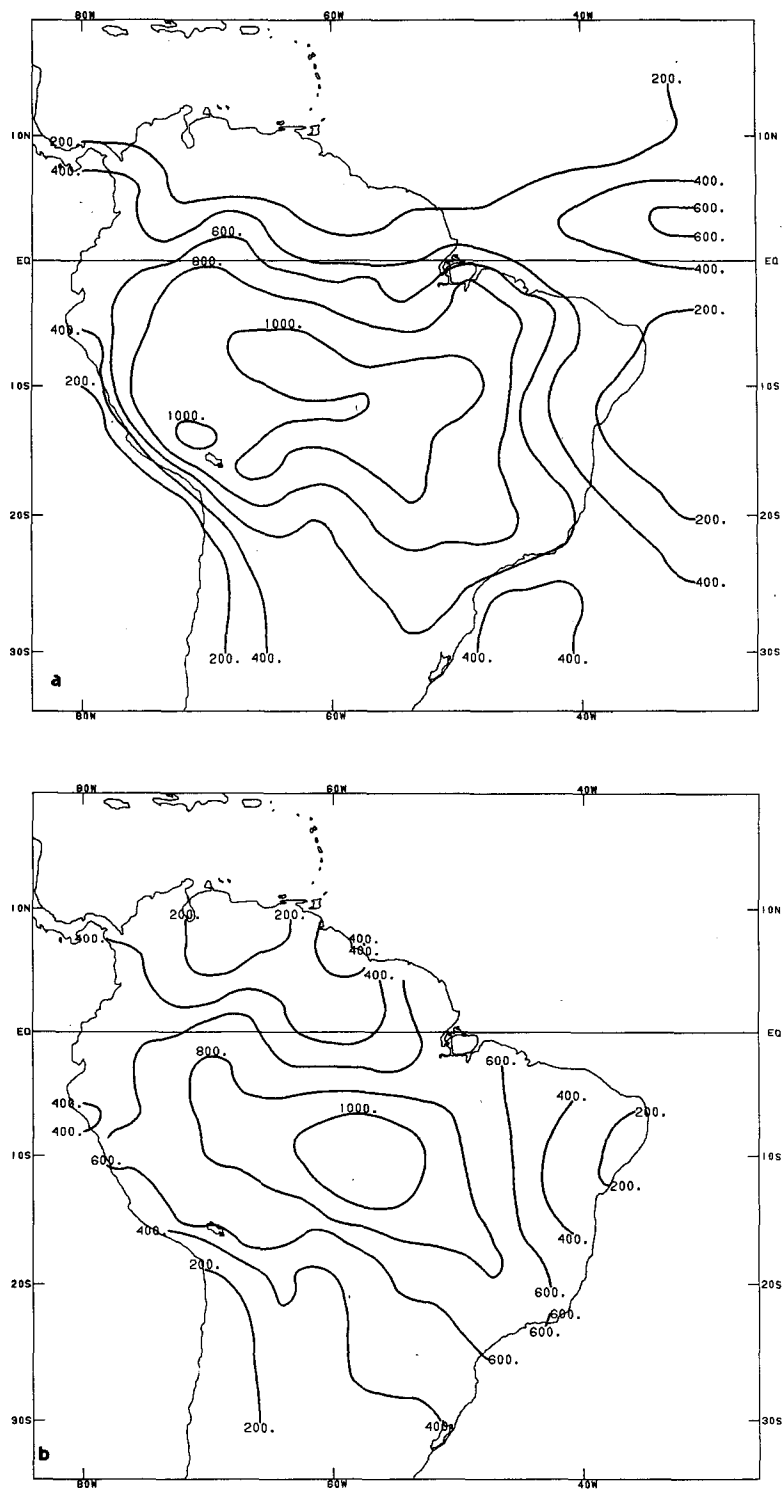 80W 60W 40W
200.
10N 200. 10N
400. 400.
600. 600.
600.
EQ 800. 400. EQ
200.
400. 1000.
10S 200. 10S
1000.
20S 200. 20S
400.
30S 200. 400. 400. 400. 30S
a
80W 60W 40W
10N 200. 200. 10N
400. 400.
400.
400.
EQ EQ
800. 600.
400. 1000. 400. 200.
400.
10S 600. 10S
200.
400. 400.
200.
20S 600. 20S
600.
600.
600.
30S 200. 400. 30S
b
80W 60W 40W